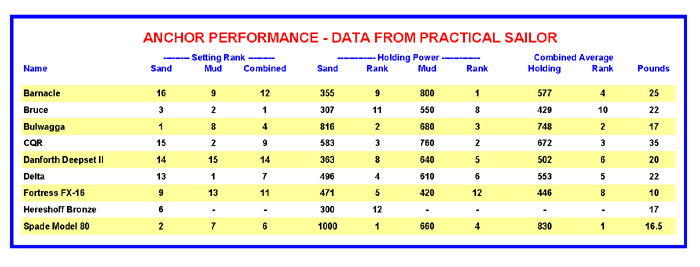 ANCHOR PERFORMANCE - DATA FROM PRACTICAL SAILOR
--------- Setting Rank --------- ------------- Holding Power ------------- Combined Average
Name Sand Mud Combined Sand Rank Mud Rank Holding Rank Pounds
Barnacle 16 9 12 355 9 800 1 577 4 25
Bruce 3 2 1 307 11 550 8 429 10 22
Bulwagga 1 8 4 816 2 680 3 748 2 17
CQR 15 2 9 583 3 760 2 672 3 35
Danforth Deepset II 14 15 14 363 8 640 5 502 6 20
Delta 13 1 7 496 4 610 6 553 5 22
Fortress FX-16 9 13 11 471 5 420 12 446 8 10
Hereshoff Bronze 6 - - 300 12 - - - - 17
Spade Model 80 2 7 6 1000 1 660 4 830 1 16.5